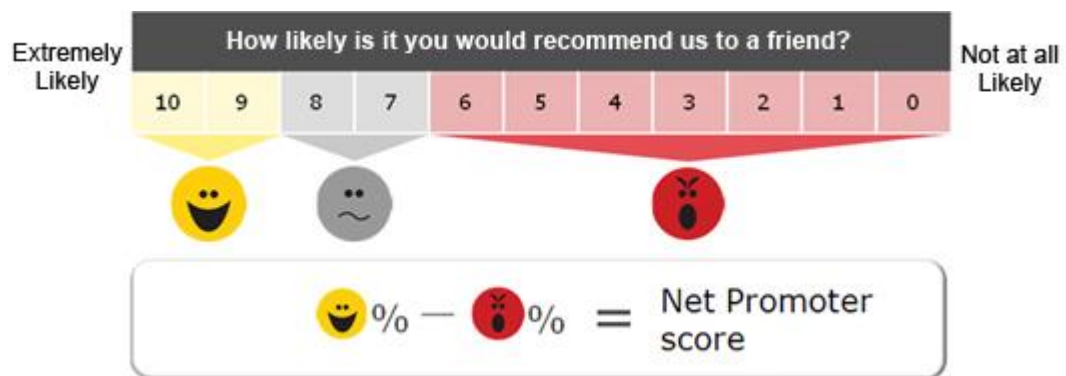 How likely is it you would recommend us to a friend?
Extremely
Likely
Not at all
Likely
10 9 8 7 6 5 4 3 2 1 0
% — % = Net Promoter
score